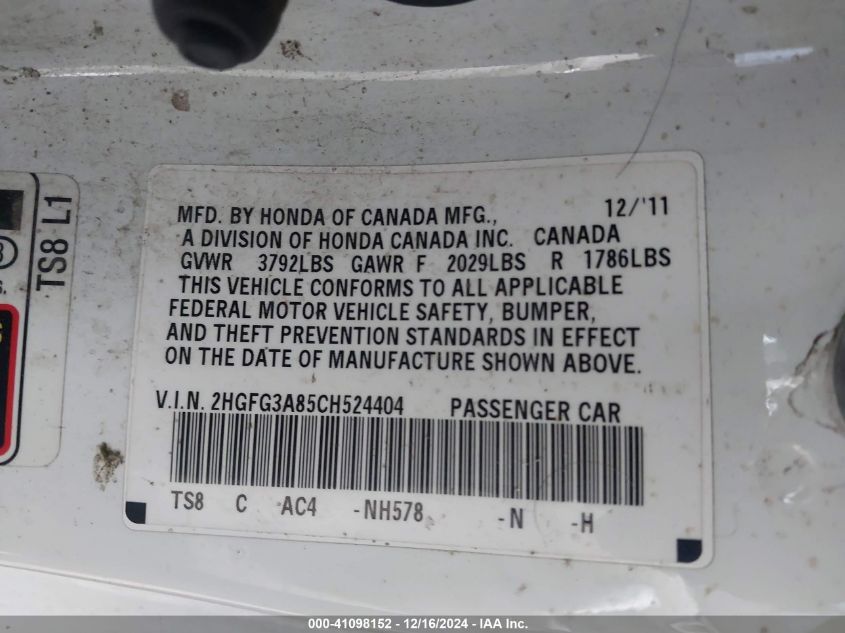 MFD. BY HONDA OF CANADA MFG., 12/'11
A DIVISION OF HONDA CANADA INC. CANADA
GVWR 3792LBS GAWR F 2029LBS R 1786LBS
THIS VEHICLE CONFORMS TO ALL APPLICABLE
FEDERAL MOTOR VEHICLE SAFETY, BUMPER,
AND THEFT PREVENTION STANDARDS IN EFFECT
ON THE DATE OF MANUFACTURE SHOWN ABOVE.
V.I.N. 2HGFG3A85CH524404 PASSENGER CAR
TS8 C AC4 -NH578 -N -H
TS8 L1
000-41098152 - 12/16/2024 - IAA Inc.